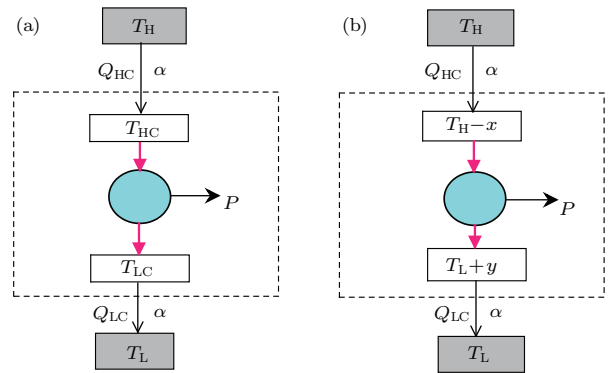 (a)
T_H
Q_HC α
T_HC
P
T_LC
Q_LC α
T_L
(b)
T_H
Q_HC α
T_H−x
P
T_L+y
Q_LC α
T_L